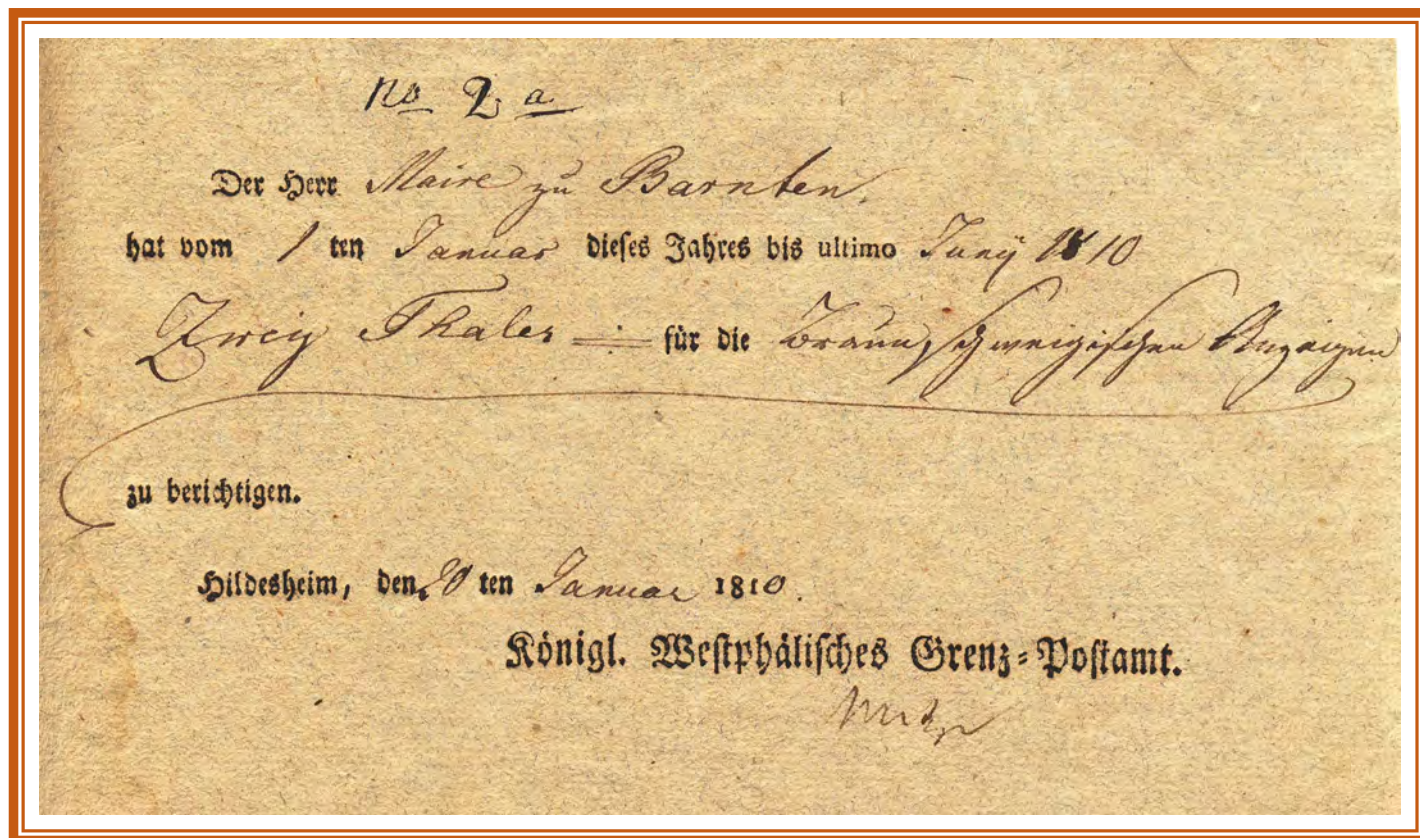 no 2 a
Der Herr Maire zu Barnten.
hat vom 1 ten Januar dieses Jahres bis ultimo Juny 1810
Zwey Thaler = für die Braunschweigischen Anzeigen
zu berichtigen.
Hildesheim, den 20 ten Januar 1810.
Königl. Westphälisches Grenz-Postamt.